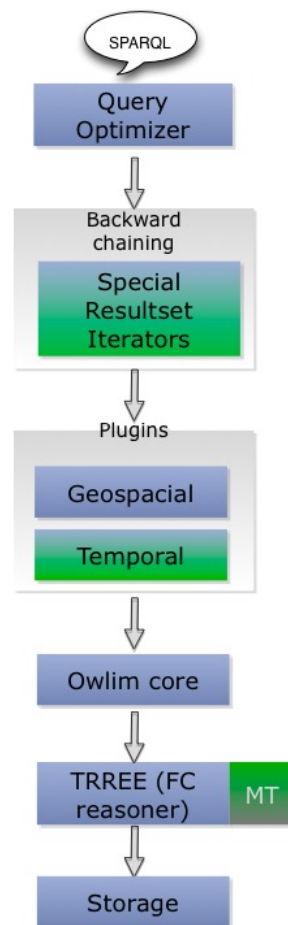 SPARQL
Query
Optimizer
Backward
chaining
Special
Resultset
Iterators
Plugins
Geospacial
Temporal
Owlim core
TRREE (FC
reasoner)
MT
Storage